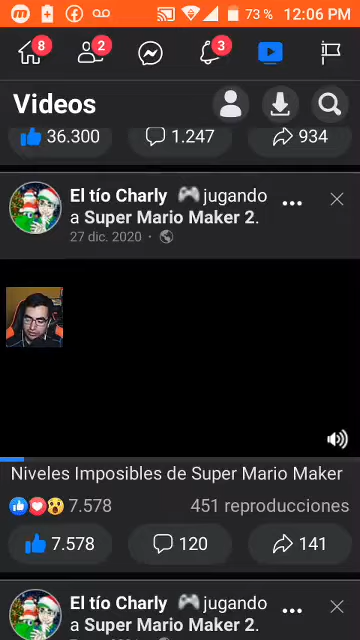 73 % 12:06 PM
8 2 3
Videos
36.300 1.247 934
El tío Charly 🎮 jugando
a Super Mario Maker 2.
27 dic. 2020 ·
Niveles Imposibles de Super Mario Maker
7.578 451 reproducciones
7.578 120 141
El tío Charly 🎮 jugando
a Super Mario Maker 2.